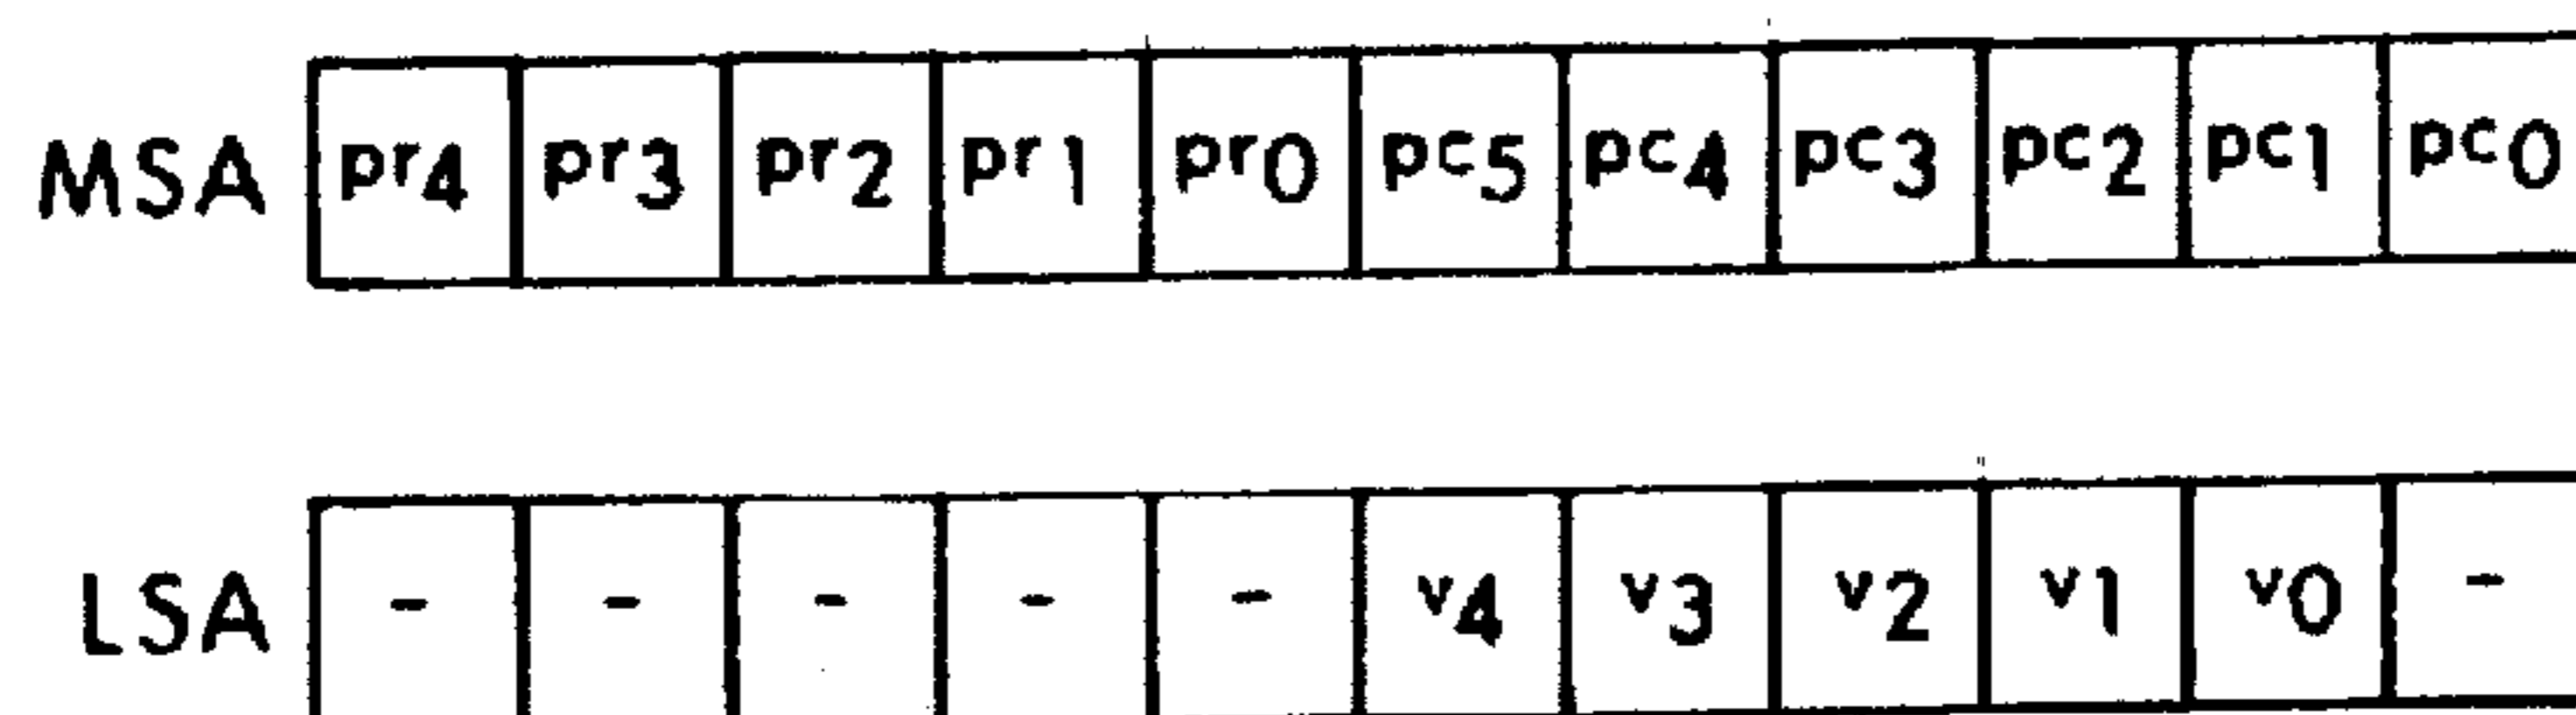 MSA pr4 pr3 pr2 pr1 pr0 pc5 pc4 pc3 pc2 pc1 pc0
LSA - - - - - v4 v3 v2 v1 v0 -